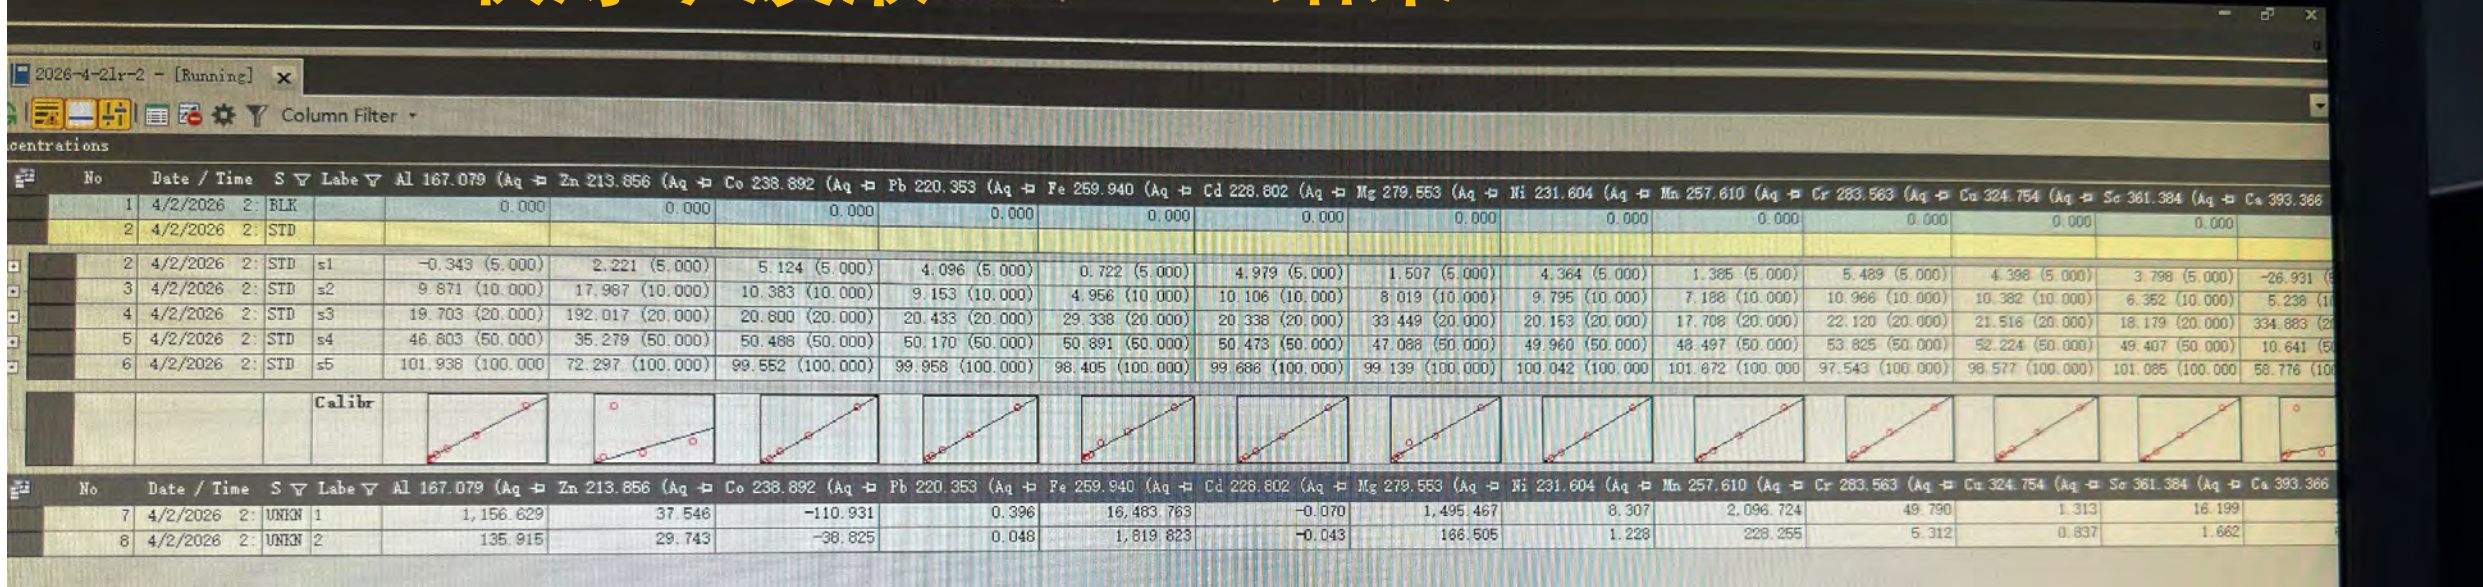 2026-4-2lr-2 - [Running]
Column Filter
centrations
No Date / Time S Labe Al 167.079 (Aq Zn 213.856 (Aq Co 238.892 (Aq Pb 220.353 (Aq Fe 259.940 (Aq Cd 228.802 (Aq Mg 279.553 (Aq Ni 231.604 (Aq Mn 257.610 (Aq Cr 283.563 (Aq Cu 324.754 (Aq Sc 361.384 (Aq Ca 393.366
1 4/2/2026 2: BLK 0.000 0.000 0.000 0.000 0.000 0.000 0.000 0.000 0.000 0.000 0.000 0.000
2 4/2/2026 2: STD
2 4/2/2026 2: STD s1 -0.343 (5.000) 2.221 (5.000) 5.124 (5.000) 4.096 (5.000) 0.722 (5.000) 4.979 (5.000) 1.507 (5.000) 4.364 (5.000) 1.385 (5.000) 5.489 (5.000) 4.398 (5.000) 3.798 (5.000) -26.931
3 4/2/2026 2: STD s2 9.871 (10.000) 17.967 (10.000) 10.383 (10.000) 9.153 (10.000) 4.956 (10.000) 10.106 (10.000) 8.019 (10.000) 9.795 (10.000) 7.188 (10.000) 10.966 (10.000) 10.382 (10.000) 6.352 (10.000) 5.238
4 4/2/2026 2: STD s3 19.703 (20.000) 192.017 (20.000) 20.800 (20.000) 20.433 (20.000) 29.338 (20.000) 20.338 (20.000) 33.449 (20.000) 20.153 (20.000) 17.708 (20.000) 22.120 (20.000) 21.516 (20.000) 18.179 (20.000) 334.883
5 4/2/2026 2: STD s4 46.803 (50.000) 35.279 (50.000) 50.488 (50.000) 50.170 (50.000) 50.891 (50.000) 50.473 (50.000) 47.088 (50.000) 49.960 (50.000) 48.497 (50.000) 53.825 (50.000) 52.224 (50.000) 49.407 (50.000) 10.641
6 4/2/2026 2: STD s5 101.938 (100.000 72.297 (100.000) 99.552 (100.000) 99.958 (100.000) 98.405 (100.000) 99.686 (100.000) 99.139 (100.000) 100.042 (100.000 101.672 (100.000 97.543 (100.000) 98.577 (100.000) 101.085 (100.000 58.776
Calibr
No Date / Time S Labe Al 167.079 (Aq Zn 213.856 (Aq Co 238.892 (Aq Pb 220.353 (Aq Fe 259.940 (Aq Cd 228.802 (Aq Mg 279.553 (Aq Ni 231.604 (Aq Mn 257.610 (Aq Cr 283.563 (Aq Cu 324.754 (Aq Sc 361.384 (Aq Ca 393.366
7 4/2/2026 2: UNKN 1 1,156.629 37.546 -110.931 0.396 16,483.763 -0.070 1,495.467 8.307 2,096.724 49.790 1.313 16.199
8 4/2/2026 2: UNKN 2 135.915 29.743 -38.825 0.048 1,819.823 -0.043 166.505 1.228 228.255 5.312 0.837 1.662